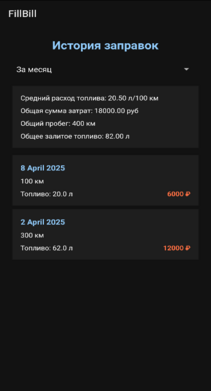 FillBill
История заправок
За месяц
Средний расход топлива: 20.50 л/100 км
Общая сумма затрат: 18000.00 руб
Общий пробег: 400 км
Общее залитое топливо: 82.00 л
8 April 2025
100 км
Топливо: 20.0 л 6000 ₽
2 April 2025
300 км
Топливо: 62.0 л 12000 ₽